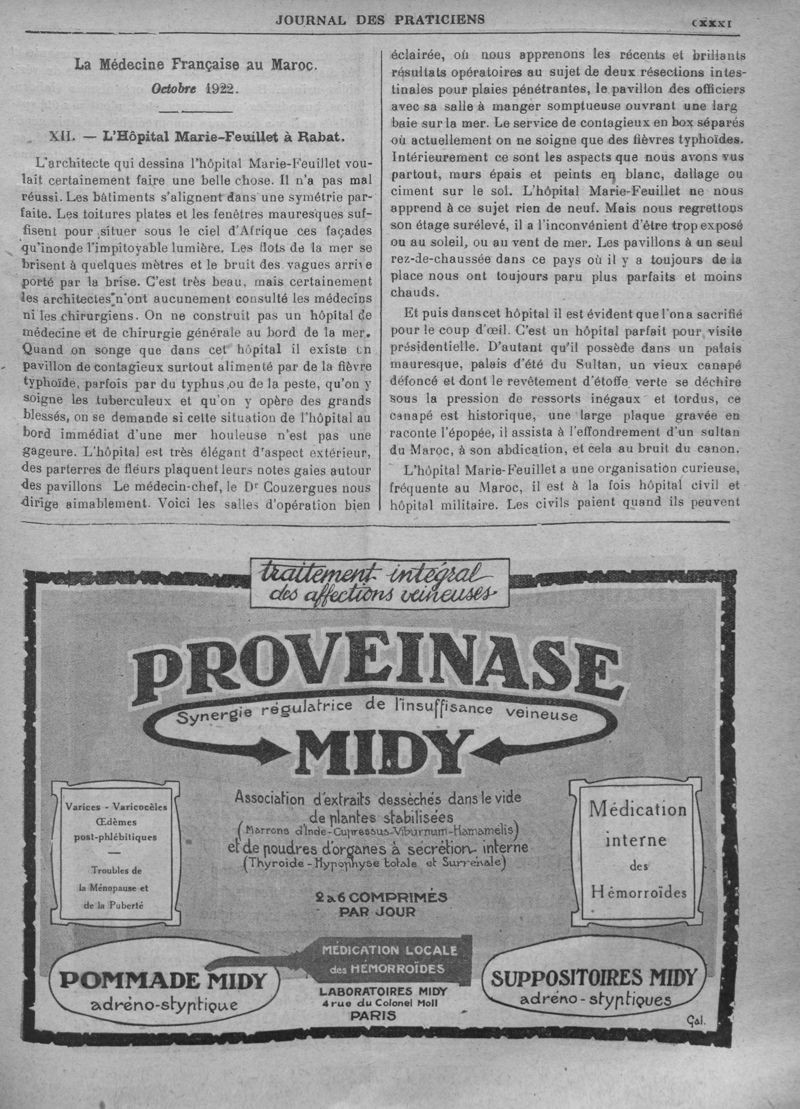 JOURNAL DES PRATICIENS
CXXXI
La Médecine Française au Maroc.
Octobre 1922.
XII. — L'Hôpital Marie-Feuillet à Rabat.
L'architecte qui dessina l'hôpital Marie-Feuillet vou-
lait certainement faire une belle chose. Il n'a pas mal
réussi. Les bâtiments s'alignent dans une symétrie par-
faite. Les toitures plates et les fenêtres mauresques suf-
fisent pour situer sous le ciel d'Afrique ces façades
qu'inonde l'impitoyable lumière. Les flots de la mer se
brisent à quelques mètres et le bruit des vagues arrive
porté par la brise. C'est très beau, mais certainement
les architectes n'ont aucunement consulté les médecins
ni les chirurgiens. On ne construit pas un hôpital de
médecine et de chirurgie générale au bord de la mer.
Quand on songe que dans cet hôpital il existe un
pavillon de contagieux surtout alimenté par de la fièvre
typhoïde, parfois par du typhus ou de la peste, qu'on y
soigne les tuberculeux et qu'on y opère des grands
blessés, on se demande si cette situation de l'hôpital au
bord immédiat d'une mer houleuse n'est pas une
gageure. L'hôpital est très élégant d'aspect extérieur,
des parterres de fleurs plaquent leurs notes gaies autour
des pavillons Le médecin-chef, le Dr Couzergues nous
dirige aimablement. Voici les salles d'opération bien
éclairée, où nous apprenons les récents et brillants
résultats opératoires au sujet de deux résections intes-
tinales pour plaies pénétrantes, le pavillon des officiers
avec sa salle à manger somptueuse ouvrant une larg
baie sur la mer. Le service de contagieux en box séparés
où actuellement on ne soigne que des fièvres typhoïdes.
Intérieurement ce sont les aspects que nous avons vus
partout, murs épais et peints en blanc, dallage ou
ciment sur le sol. L'hôpital Marie-Feuillet ne nous
apprend à ce sujet rien de neuf. Mais nous regrettons
son étage surélevé, il a l'inconvénient d'être trop exposé
ou au soleil, ou au vent de mer. Les pavillons à un seul
rez-de-chaussée dans ce pays où il y a toujours de la
place nous ont toujours paru plus parfaits et moins
chauds.
Et puis dans cet hôpital il est évident que l'on a sacrifié
pour le coup d'œil. C'est un hôpital parfait pour visite
présidentielle. D'autant qu'il possède dans un palais
mauresque, palais d'été du Sultan, un vieux canapé
défoncé et dont le revêtement d'étoffe verte se déchire
sous la pression de ressorts inégaux et tordus, ce
canapé est historique, une large plaque gravée en
raconte l'épopée, il assista à l'effondrement d'un sultan
du Maroc, à son abdication, et cela au bruit du canon.
L'hôpital Marie-Feuillet a une organisation curieuse,
fréquente au Maroc, il est à la fois hôpital civil et
hôpital militaire. Les civils paient quand ils peuvent
traitement intégral
des affections veineuses
PROVEINASE
Synergie régulatrice de l'insuffisance veineuse
MIDY
Varices - Varicocèles
Œdèmes
post-phlébitiques
Troubles de
la Ménopause et
de la Puberté
Association d'extraits desséchés dans le vide
de plantes stabilisées
(Marrons d'Inde-Cupressus-Viburnum-Hamamelis)
et de poudres d'organes à sécrétion interne
(Thyroide - Hypophyse totale et Surrénale)
2 à 6 COMPRIMÉS
PAR JOUR
Médication
interne
des
Hémorroïdes
POMMADE MIDY
adréno-styptique
MÉDICATION LOCALE
des HÉMORROÏDES
LABORATOIRES MIDY
4 rue du Colonel Moll
PARIS
SUPPOSITOIRES MIDY
adréno-styptiques
Gal.